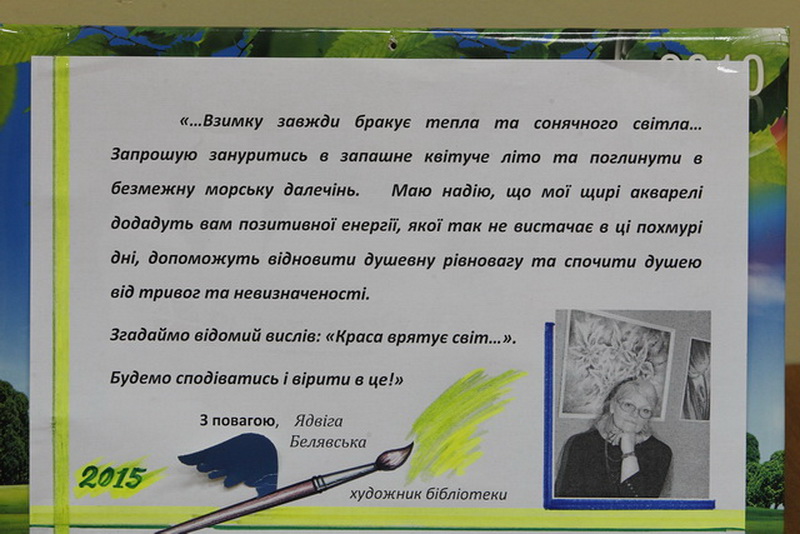 2010
«…Взимку завжди бракує тепла та сонячного світла…
Запрошую зануритись в запашне квітуче літо та поглинути в
безмежну морську далечінь. Маю надію, що мої щирі акварелі
додадуть вам позитивної енергії, якої так не вистачає в ці похмурі
дні, допоможуть відновити душевну рівновагу та спочити душею
від тривог та невизначеності.
Згадаймо відомий вислів: «Краса врятує світ…».
Будемо сподіватись і вірити в це!»
З повагою, Ядвіга
Белявська
2015
художник бібліотеки